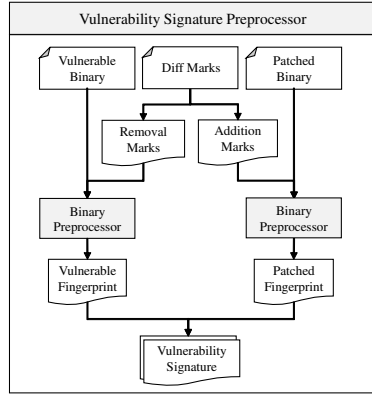 Vulnerability Signature Preprocessor
Vulnerable
Binary
Diff Marks
Patched
Binary
Removal
Marks
Addition
Marks
Binary
Preprocessor
Binary
Preprocessor
Vulnerable
Fingerprint
Patched
Fingerprint
Vulnerability
Signature